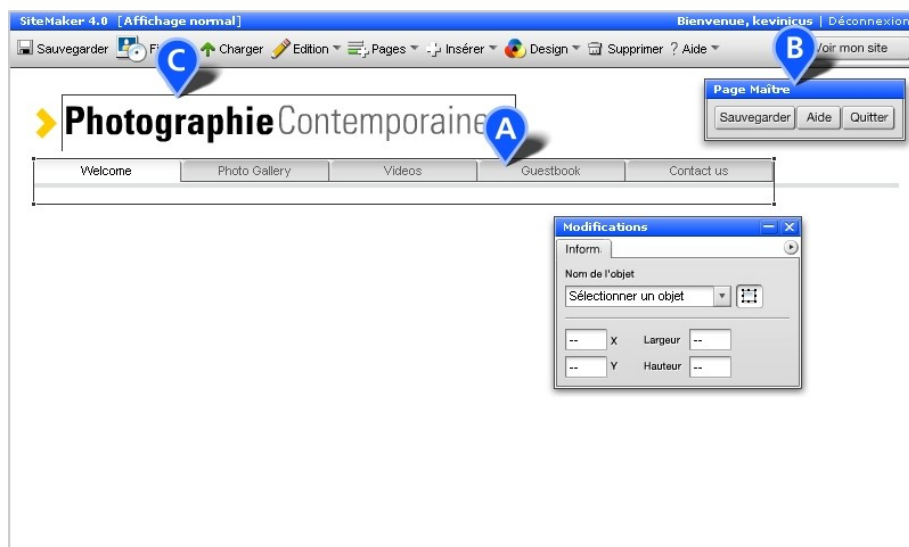 SiteMaker 4.0 [Affichage normal] Bienvenue, kevinicus | Déconnexion
Sauvegarder Charger Edition Pages Insérer Design Supprimer ? Aide Voir mon site
C
B
Page Maître
Sauvegarder Aide Quitter
Photographie Contemporaine
A
Welcome Photo Gallery Videos Guestbook Contact us
Modifications
Inform.
Nom de l'objet
Sélectionner un objet
-- X Largeur --
-- Y Hauteur --